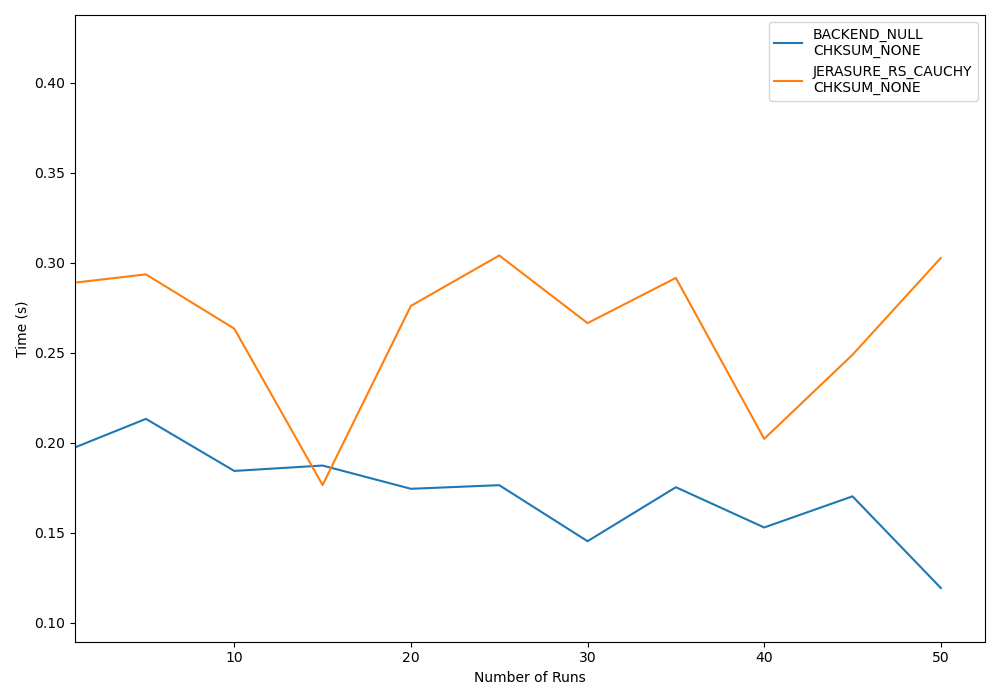 BACKEND_NULL
CHKSUM_NONE
JERASURE_RS_CAUCHY
CHKSUM_NONE
Time (s)
0.40
0.35
0.30
0.25
0.20
0.15
0.10
10 20 30 40 50
Number of Runs